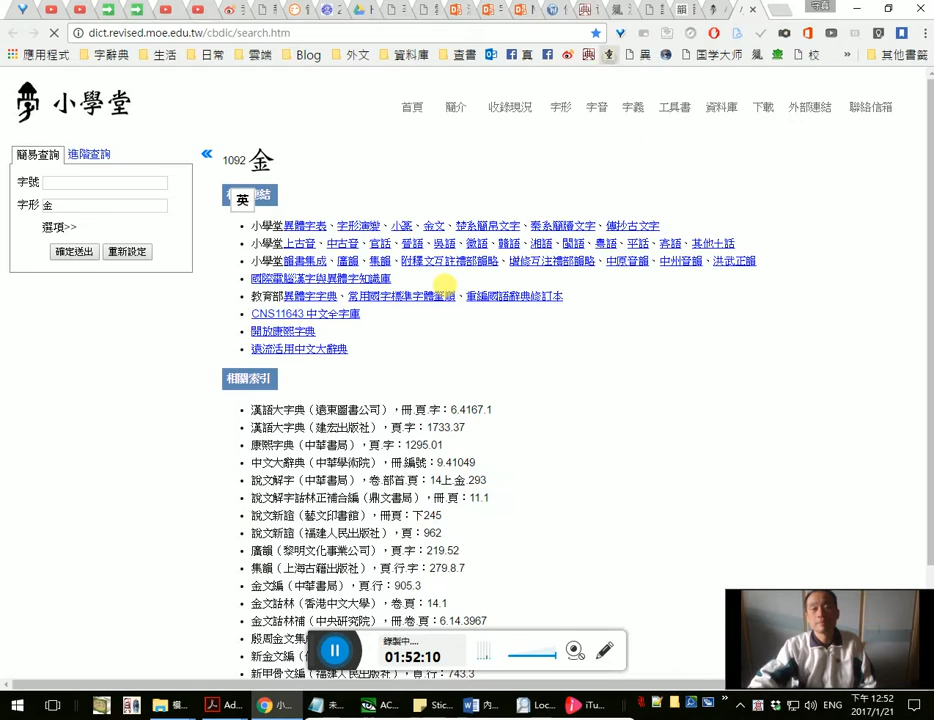 dict.revised.moe.edu.tw/cbdic/search.htm
應用程式 字辭典 生活 日常 雲端 Blog 外文 資料庫 查書 真 異 国学大师 校 » 其他書籤
小學堂
首頁 簡介 收錄現況 字形 字音 字義 工具書 資料庫 下載 外部連結 聯絡信箱
簡易查詢 進階查詢
字號
字形 金
選項>>
確定送出 重新設定
1092 金
英
連結
小學堂異體字表、字形演變、小篆、金文、楚系簡帛文字、秦系簡牘文字、傳抄古文字
小學堂上古音、中古音、官話、晉語、吳語、徽語、贛語、湘語、閩語、粵語、平話、客語、其他土話
小學堂韻書集成、廣韻、集韻、附釋文互註禮部韻略、增修互注禮部韻略、中原音韻、中州音韻、洪武正韻
國際電腦漢字與異體字知識庫
教育部異體字字典、常用國字標準字體筆順、重編國語辭典修訂本
CNS11643 中文全字庫
開放康熙字典
遠流活用中文大辭典
相關索引
漢語大字典（遠東圖書公司），冊.頁.字：6.4167.1
漢語大字典（建宏出版社），頁.字：1733.37
康熙字典（中華書局），頁.字：1295.01
中文大辭典（中華學術院），冊.編號：9.41049
說文解字（中華書局），卷.部首.頁：14上.金.293
說文解字詁林正補合編（鼎文書局），冊.頁：11.1
說文新證（藝文印書館），冊頁：下245
說文新證（福建人民出版社），頁：962
廣韻（黎明文化事業公司），頁.字：219.52
集韻（上海古籍出版社），頁.字：279.8.7
金文編（中華書局），頁.行：905.3
金文詁林（香港中文大學），卷.頁：14.1
金文詁林補（中央研究院），冊.頁：6.14.3967
殷周金文集
新金文編
新甲骨文編（福建人民出版社） 743.3
錄製中....
01:52:10
Ad... 小... 未... AC... Stic... 內... Loc... iTu...
ENG
下午 12:52
2017/1/21